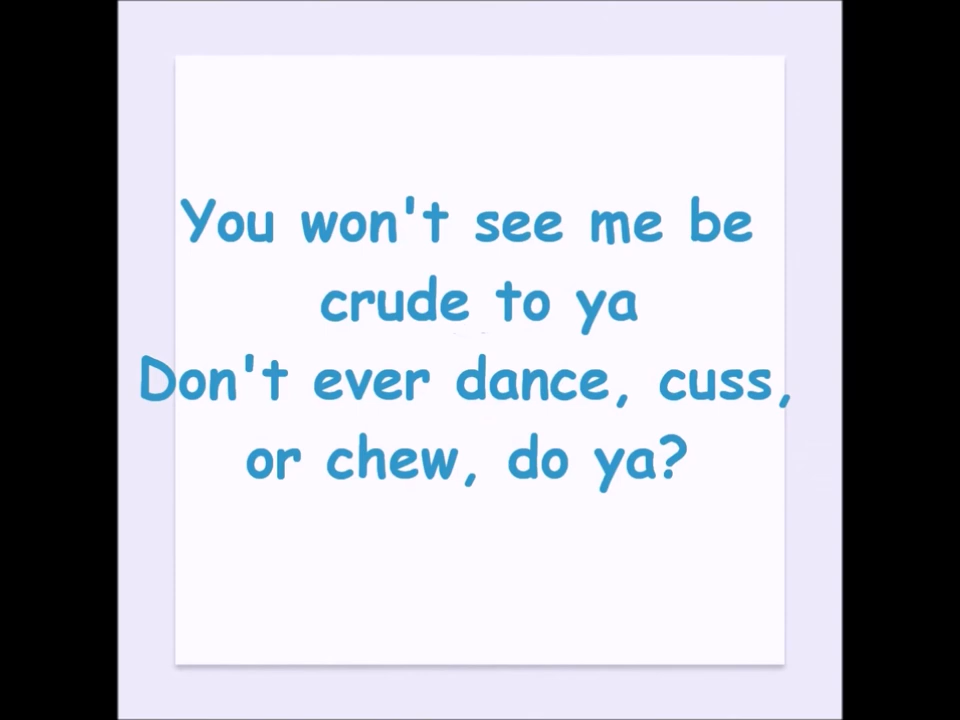 You won't see me be
crude to ya
Don't ever dance, cuss,
or chew, do ya?